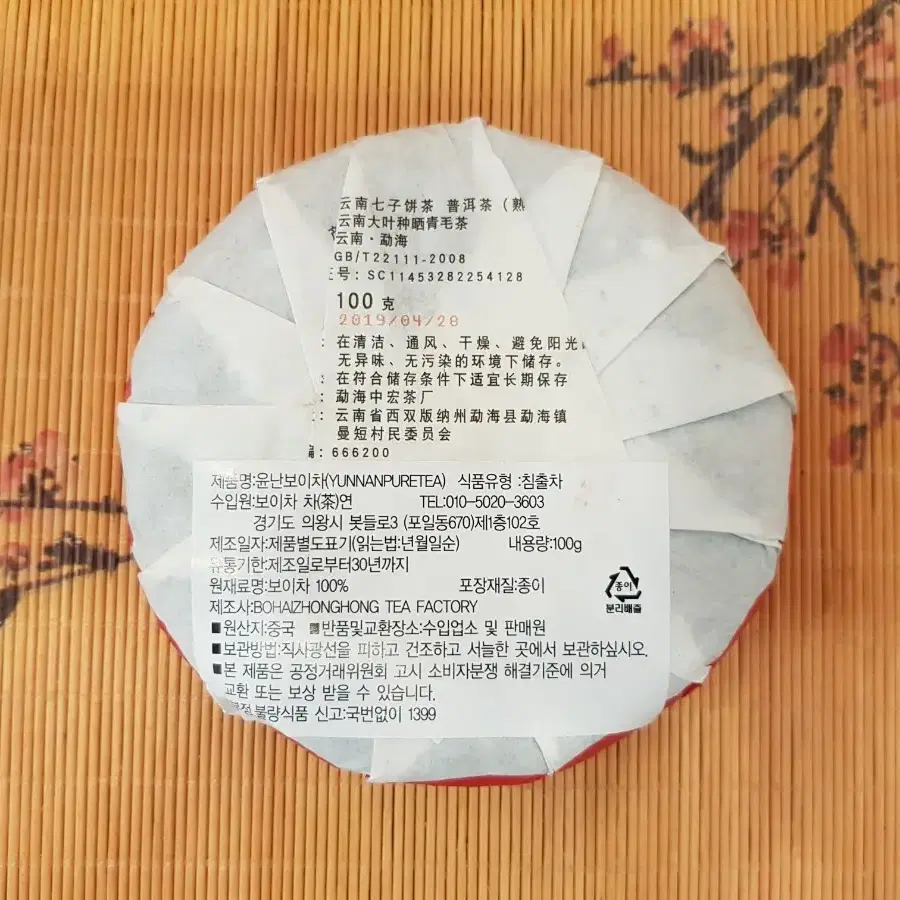 云南七子饼茶 普洱茶（熟
云南大叶种晒青毛茶
云南·勐海
GB/T22111-2008
号: SC11453282254128
100 克
2019/04/28
: 在清洁、通风、干燥、避免阳光
无异味、无污染的环境下储存。
: 在符合储存条件下适宜长期保存
: 勐海中宏茶厂
: 云南省西双版纳州勐海县勐海镇
曼短村民委员会
: 666200
제품명:윤난보이차(YUNNANPURETEA) 식품유형 :침출차
수입원:보이차 차(茶)연 TEL:010-5020-3603
경기도 의왕시 봇들로3 (포일동670)제1층102호
제조일자:제품별도표기(읽는법:년월일순) 내용량:100g
유통기한:제조일로부터30년까지
원재료명:보이차 100% 포장재질:종이
제조사:BOHAIZHONGHONG TEA FACTORY
■원산지:중국 ■반품및교환장소:수입업소 및 판매원
■보관방법:직사광선을 피하고 건조하고 서늘한 곳에서 보관하싶시오.
■본 제품은 공정거래위원회 고시 소비자분쟁 해결기준에 의거
교환 또는 보상 받을 수 있습니다.
불량식품 신고:국번없이 1399
종이
분리배출